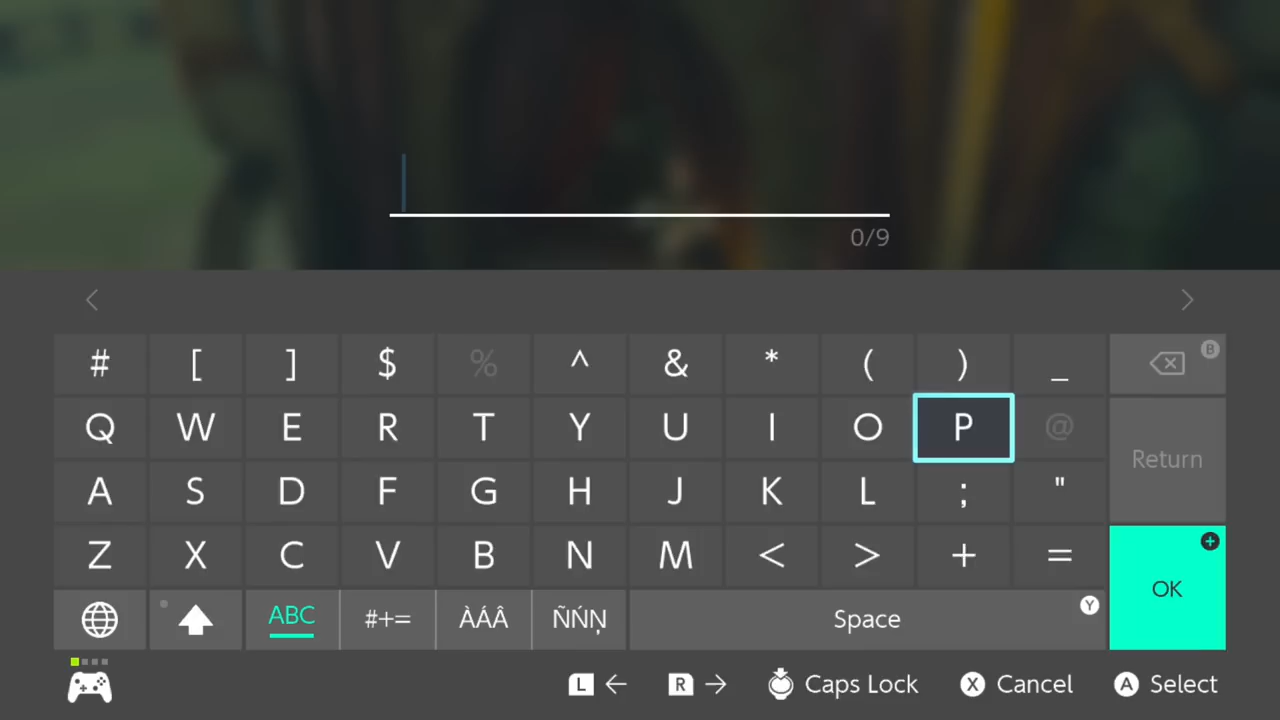 0/9
# [ ] $ % ^ & * ( ) _ B
Q W E R T Y U I O P @ Return
A S D F G H J K L ; "
Z X C V B N M < > + = OK
ABC #+= ÀÁÂ ÑŃŅ Space Y
L ← R → Caps Lock X Cancel A Select